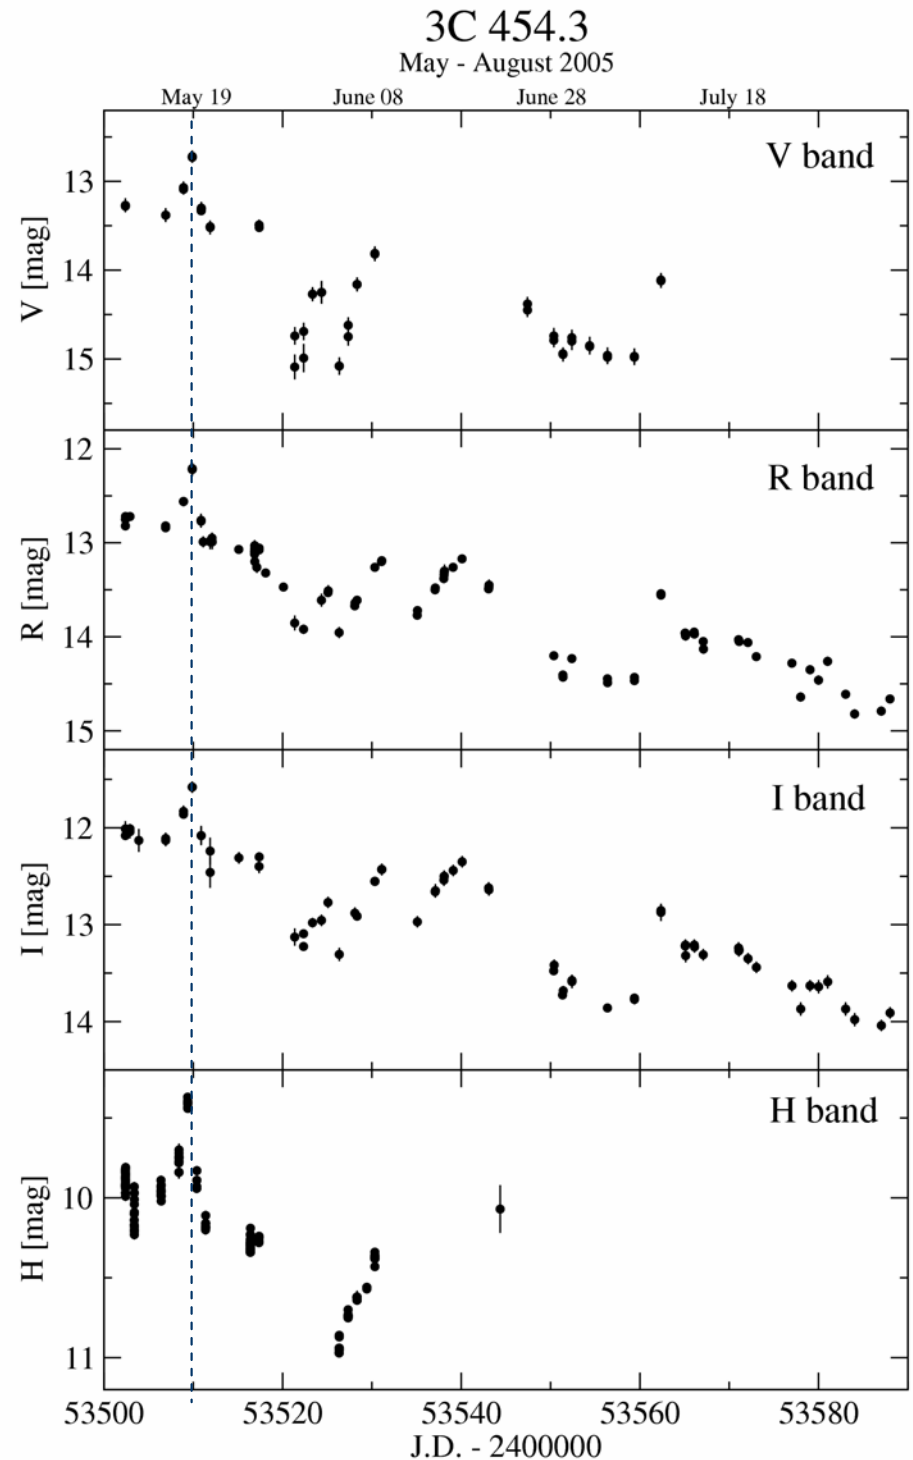 3C 454.3
May - August 2005
May 19 June 08 June 28 July 18
V band
13
14
15
V [mag]
R band
12
13
14
15
R [mag]
I band
12
13
14
I [mag]
H band
10
11
H [mag]
53500 53520 53540 53560 53580
J.D. - 2400000